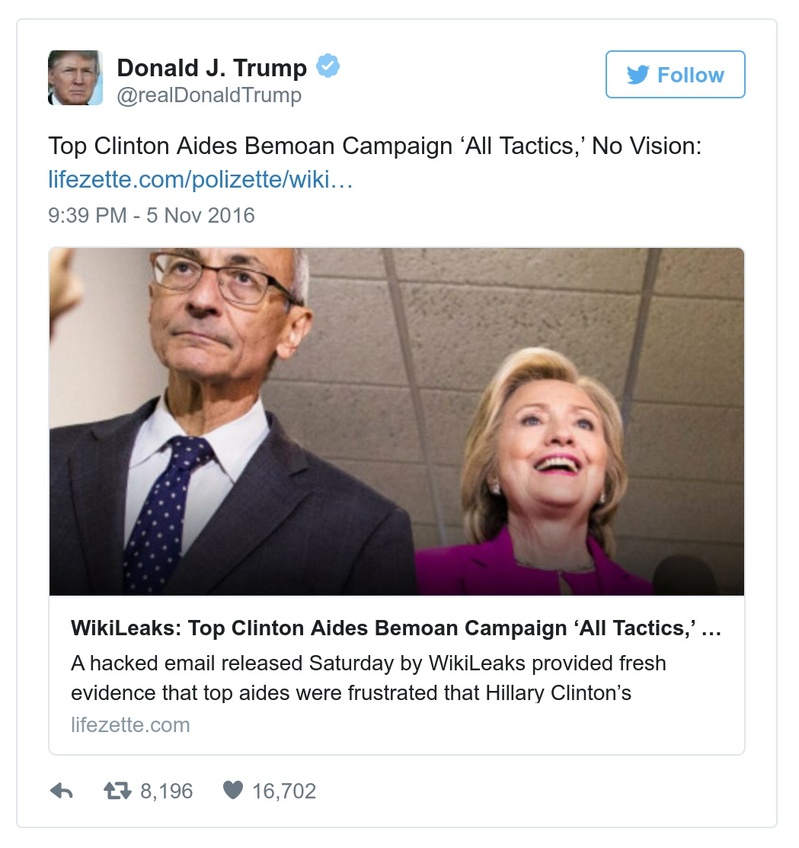 Donald J. Trump
@realDonaldTrump
Follow
Top Clinton Aides Bemoan Campaign ‘All Tactics,’ No Vision:
lifezette.com/polizette/wiki…
9:39 PM - 5 Nov 2016
WikiLeaks: Top Clinton Aides Bemoan Campaign ‘All Tactics,’ …
A hacked email released Saturday by WikiLeaks provided fresh
evidence that top aides were frustrated that Hillary Clinton’s
lifezette.com
8,196 16,702